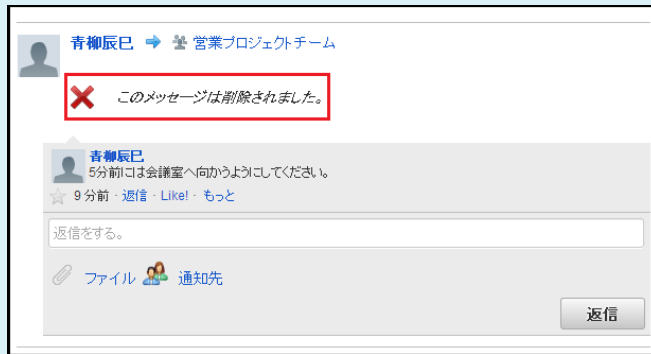 青柳辰巳 営業プロジェクトチーム
このメッセージは削除されました。
青柳辰巳
5分前には会議室へ向かうようにしてください。
9分前 · 返信 · Like! · もっと
返信をする。
ファイル 通知先
返信